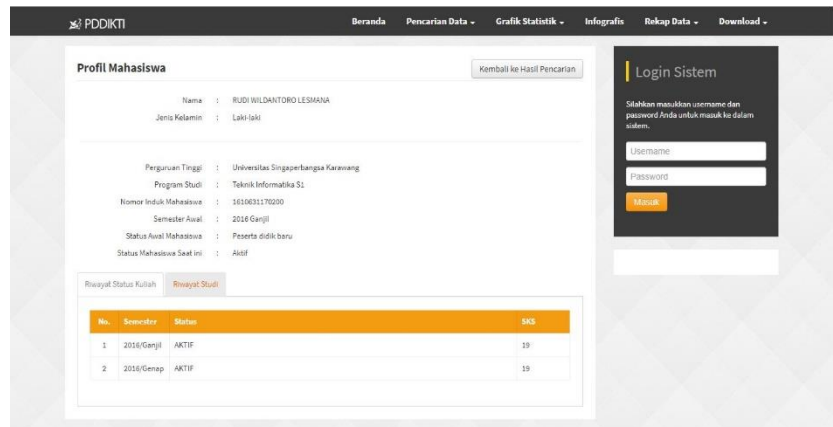 PDDIKTI
Beranda Pencarian Data Grafik Statistik Infografis Rekap Data Download
Profil Mahasiswa
Kembali ke Hasil Pencarian
Nama : RUDI WILDANTORO LESMANA
Jenis Kelamin : Laki-laki
Perguruan Tinggi : Universitas Singaperbangsa Karawang
Program Studi : Teknik Informatika S1
Nomor Induk Mahasiswa : 1610631170200
Semester Awal : 2016 Ganjil
Status Awal Mahasiswa : Peserta didik baru
Status Mahasiswa Saat ini : Aktif
Riwayat Status Kuliah Riwayat Studi
No. Semester Status SKS
1 2016/Ganjil AKTIF 19
2 2016/Genap AKTIF 19
Login Sistem
Silahkan masukkan username dan
password Anda untuk masuk ke dalam
sistem.
Username
Password
Masuk